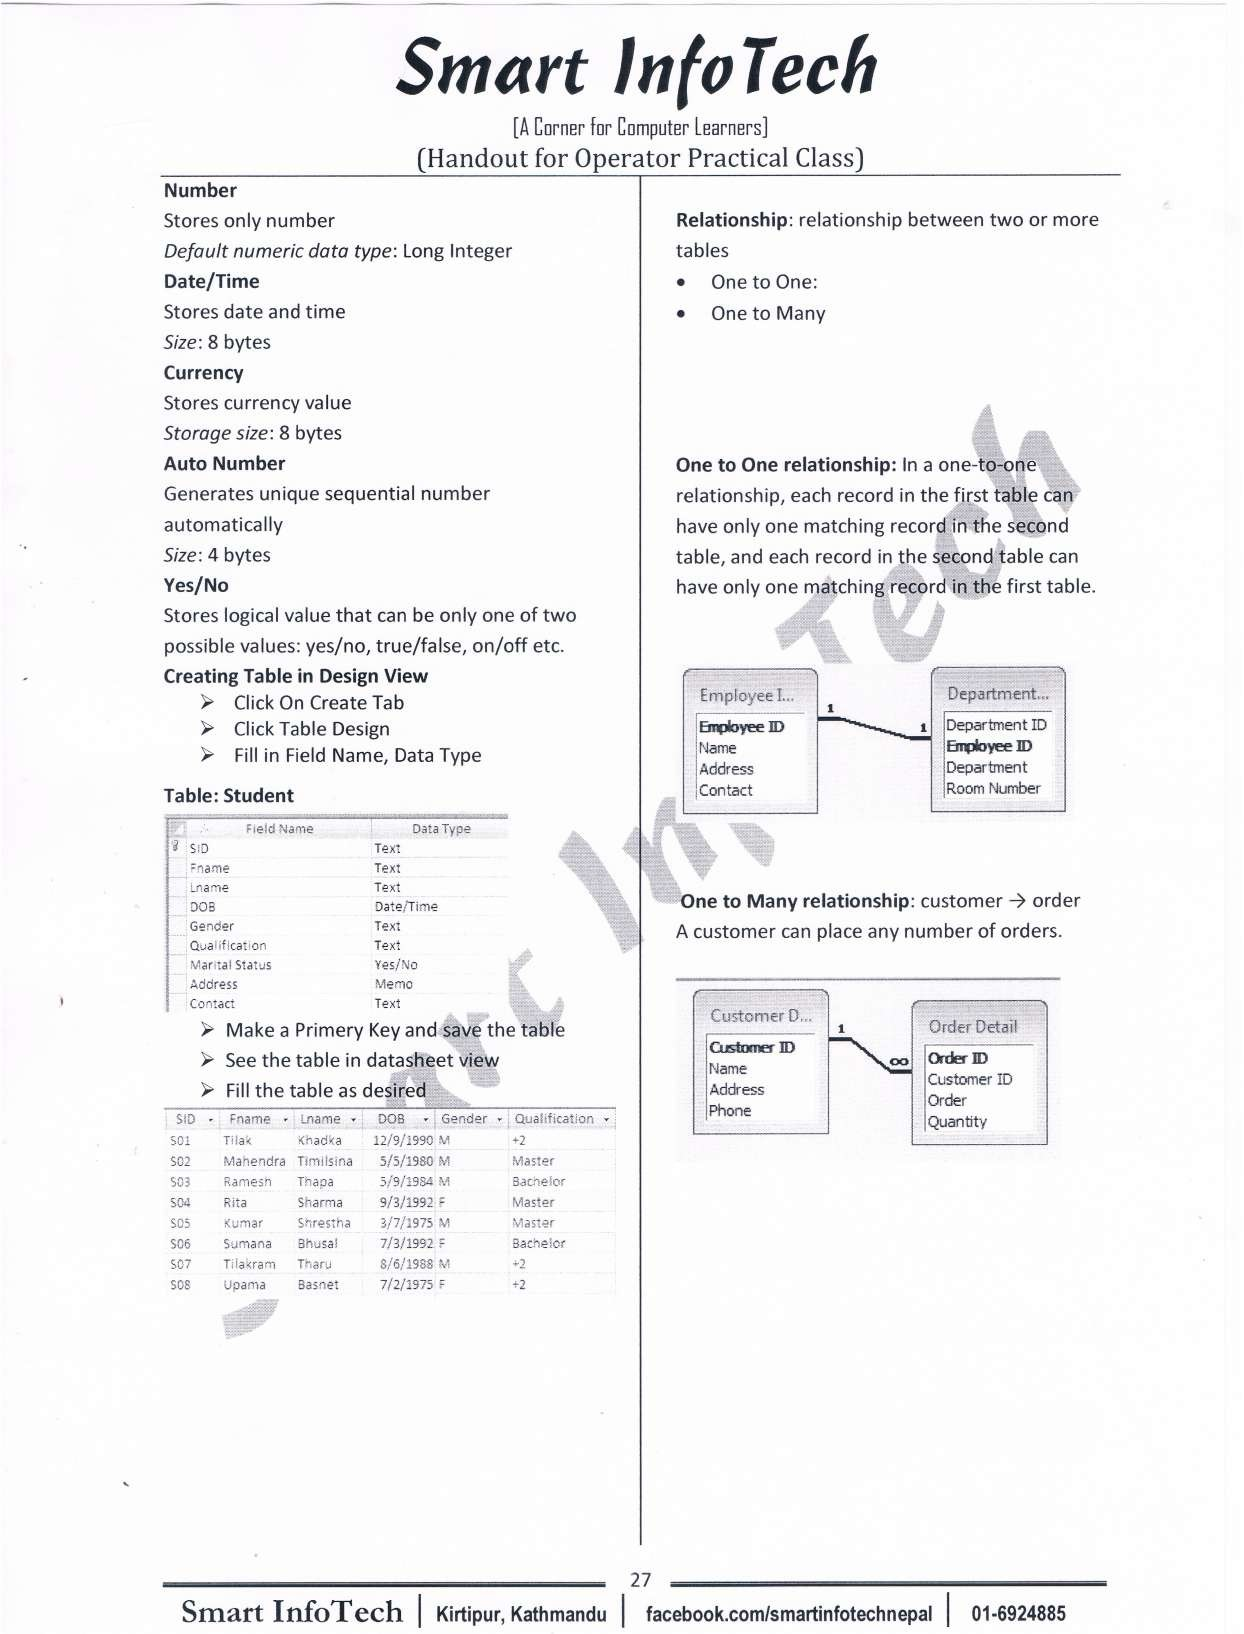 Smart InfoTech
[A Corner for Computer Learners]
(Handout for Operator Practical Class)
Number
Stores only number
Default numeric data type: Long Integer
Date/Time
Stores date and time
Size: 8 bytes
Currency
Stores currency value
Storage size: 8 bytes
Auto Number
Generates unique sequential number
automatically
Size: 4 bytes
Yes/No
Stores logical value that can be only one of two
possible values: yes/no, true/false, on/off etc.
Creating Table in Design View
➢ Click On Create Tab
➢ Click Table Design
➢ Fill in Field Name, Data Type
Table: Student
Field Name Data Type
SID Text
Fname Text
Lname Text
DOB Date/Time
Gender Text
Qualification Text
Marital Status Yes/No
Address Memo
Contact Text
➢ Make a Primery Key and save the table
➢ See the table in datasheet view
➢ Fill the table as desired
SID Fname Lname DOB Gender Qualification
S01 Tilak Khadka 12/9/1990 M +2
S02 Mahendra Timilsina 5/5/1980 M Master
S03 Ramesh Thapa 5/9/1984 M Bachelor
S04 Rita Sharma 9/3/1992 F Master
S05 Kumar Shrestha 3/7/1975 M Master
S06 Sumana Bhusal 7/3/1992 F Bachelor
S07 Tilakram Tharu 8/6/1988 M +2
S08 Upama Basnet 7/2/1975 F +2
Relationship: relationship between two or more
tables
• One to One:
• One to Many
One to One relationship: In a one-to-one
relationship, each record in the first table can
have only one matching record in the second
table, and each record in the second table can
have only one matching record in the first table.
Employee I...
Employee ID
Name
Address
Contact
1
1
Department...
Department ID
Employee ID
Department
Room Number
One to Many relationship: customer → order
A customer can place any number of orders.
Customer D...
Customer ID
Name
Address
Phone
1
∞
Order Detail
Order ID
Customer ID
Order
Quantity
Smart InfoTech
27
Smart InfoTech | Kirtipur, Kathmandu | facebook.com/smartinfotechnepal | 01-6924885